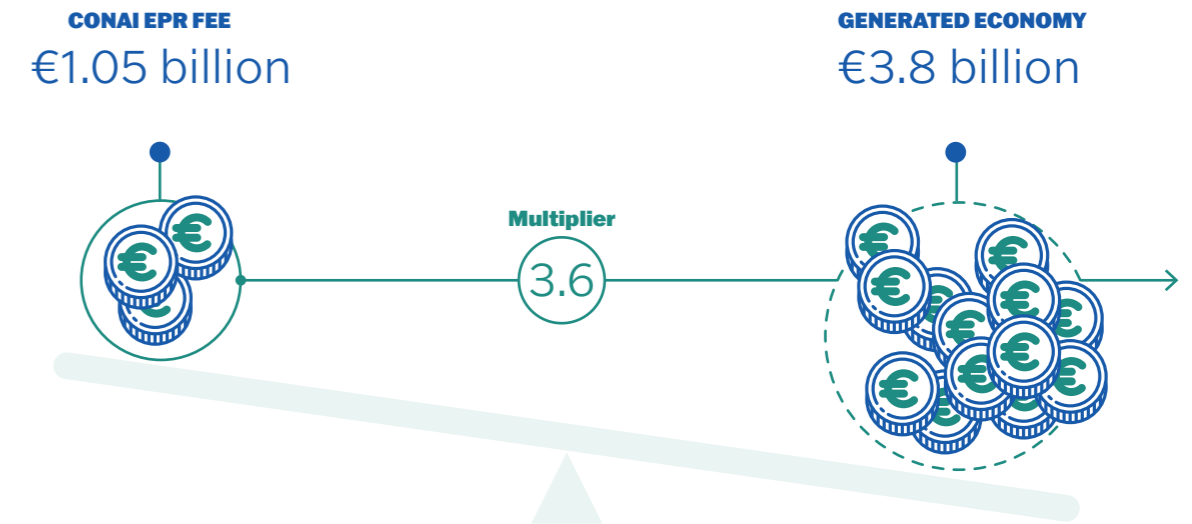 CONAI EPR FEE
€1.05 billion
GENERATED ECONOMY
€3.8 billion
Multiplier
3.6